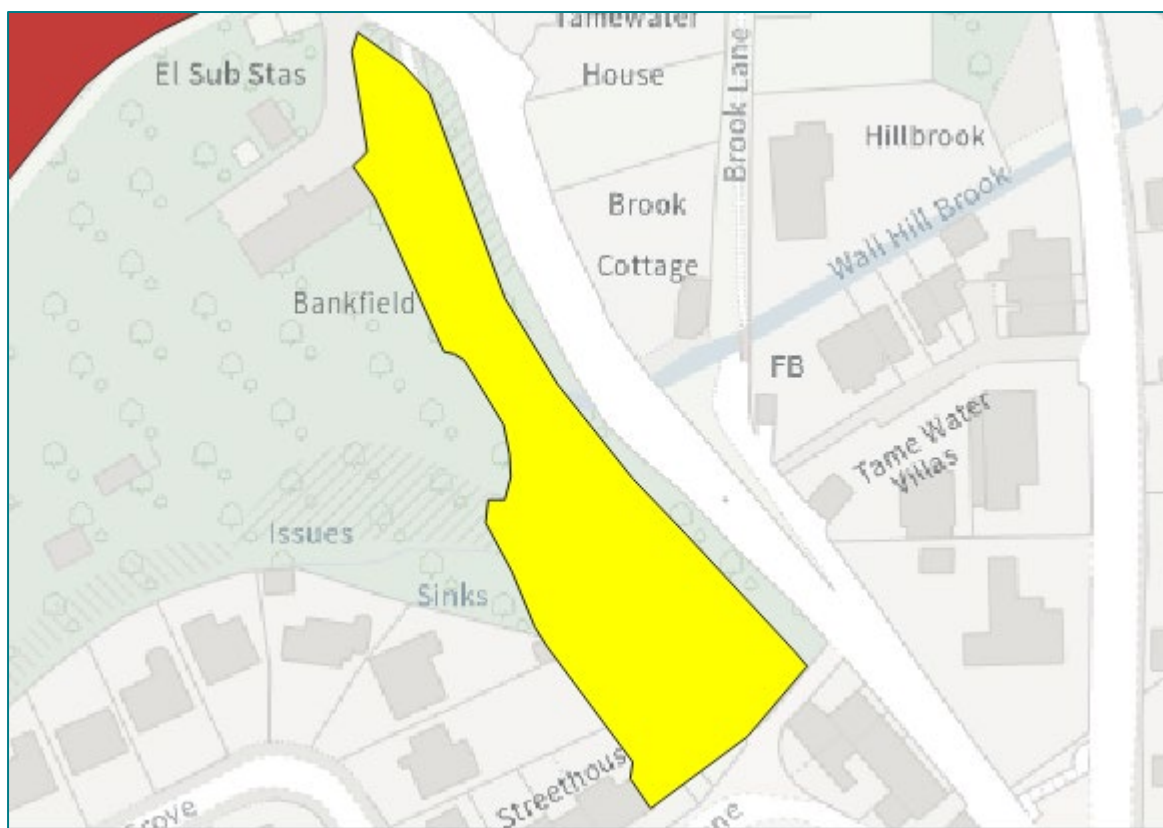 Tamewater
House
El Sub Stas
Brook Lane
Hillbrook
Wall Hill Brook
Brook
Cottage
Bankfield
FB
Tame Water
Villas
Issues
Sinks
Streethous